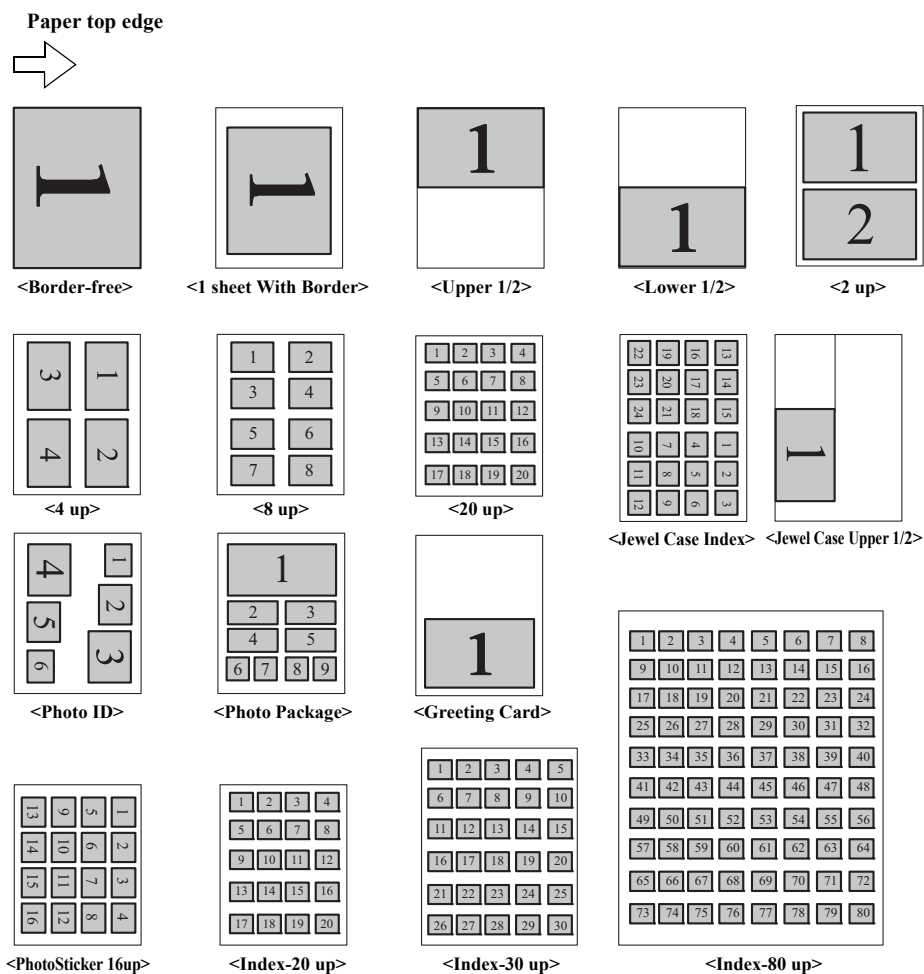 Paper top edge
1
1
1
1
1
2
<Border-free>
<1 sheet With Border>
<Upper 1/2>
<Lower 1/2>
<2 up>
3 1
4 2
<4 up>
1 2
3 4
5 6
7 8
<8 up>
1 2 3 4
5 6 7 8
9 10 11 12
13 14 15 16
17 18 19 20
<20 up>
22 19 16 13
23 20 17 14
24 21 18 15
10 7 4 1
11 8 5 2
12 9 6 3
<Jewel Case Index>
1
<Jewel Case Upper 1/2>
4 1
5 2
6 3
<Photo ID>
1
2 3
4 5
6 7 8 9
<Photo Package>
1
<Greeting Card>
13 9 5 1
14 10 6 2
15 11 7 3
16 12 8 4
<PhotoSticker 16up>
1 2 3 4
5 6 7 8
9 10 11 12
13 14 15 16
17 18 19 20
<Index-20 up>
1 2 3 4 5
6 7 8 9 10
11 12 13 14 15
16 17 18 19 20
21 22 23 24 25
26 27 28 29 30
<Index-30 up>
1 2 3 4 5 6 7 8
9 10 11 12 13 14 15 16
17 18 19 20 21 22 23 24
25 26 27 28 29 30 31 32
33 34 35 36 37 38 39 40
41 42 43 44 45 46 47 48
49 50 51 52 53 54 55 56
57 58 59 60 61 62 63 64
65 66 67 68 69 70 71 72
73 74 75 76 77 78 79 80
<Index-80 up>